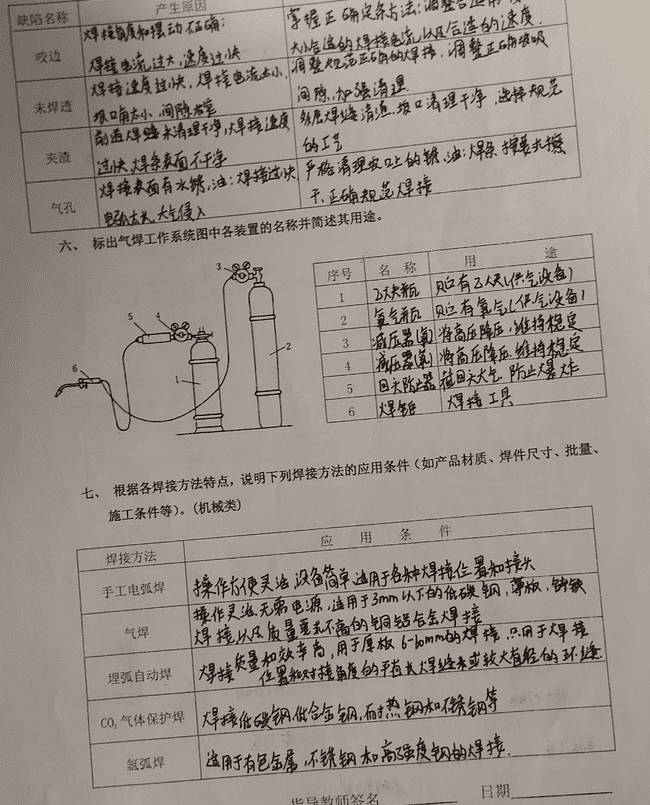 缺陷名称 产生原因
焊接角度和摆动不正确: 掌握正确
咬边 焊接电流过大,速度过快 大小合适的焊接电流以及合适的速度.
焊接速度过快,焊接电流太小, 调整规范正确的焊接,调整正确坡口
未焊透 坡口角太小,间隙太窄 间隙,加强清理.
前道焊缝未清理干净,焊接速度 坡口清理干净,选择规范
夹渣 过快,焊条表面不干净 的工艺
焊接表面有水锈,油:焊接过快, 严格清理坡口上的锈.油:焊条按要求擦
气孔 电弧太长,大气侵入 干、正确规范焊接
六、 标出气焊工作系统图中各装置的名称并简述其用途。
序号 名 称 用 途
1 乙炔瓶 贮有乙炔(供气设备)
2 氧气瓶 贮有氧气(供气设备)
3 减压器(氧) 将高压降压,维持稳定
4 减压器(氧) 将高压降压,维持稳定
5 回火防止器 防止爆炸
6 焊炬 焊接工具
3
5 4
6 1 2
七、 根据各焊接方法特点,说明下列焊接方法的应用条件(如产品材质、焊件尺寸、批量、
施工条件等)。(机械类)
焊接方法 应 用 条 件
手工电弧焊 操作方便灵活,设备简单适用于各种焊接位置和接头
操作灵活,无需电源,适用于3mm以下的低碳钢,薄板,铸铁
气焊 焊接以及质量要求不高的铜铝合金焊接
焊接质量和效率高,用于厚板6-60mm的焊接,只用于焊接
埋弧自动焊 位置和对接角度的平直长焊缝或较大直径的环缝
CO₂气体保护焊 焊接低碳钢,低合金钢,耐热钢和不锈钢等
氩弧焊 适用于有色金属,不锈钢和高强度钢的焊接.
指导教师签名 日期